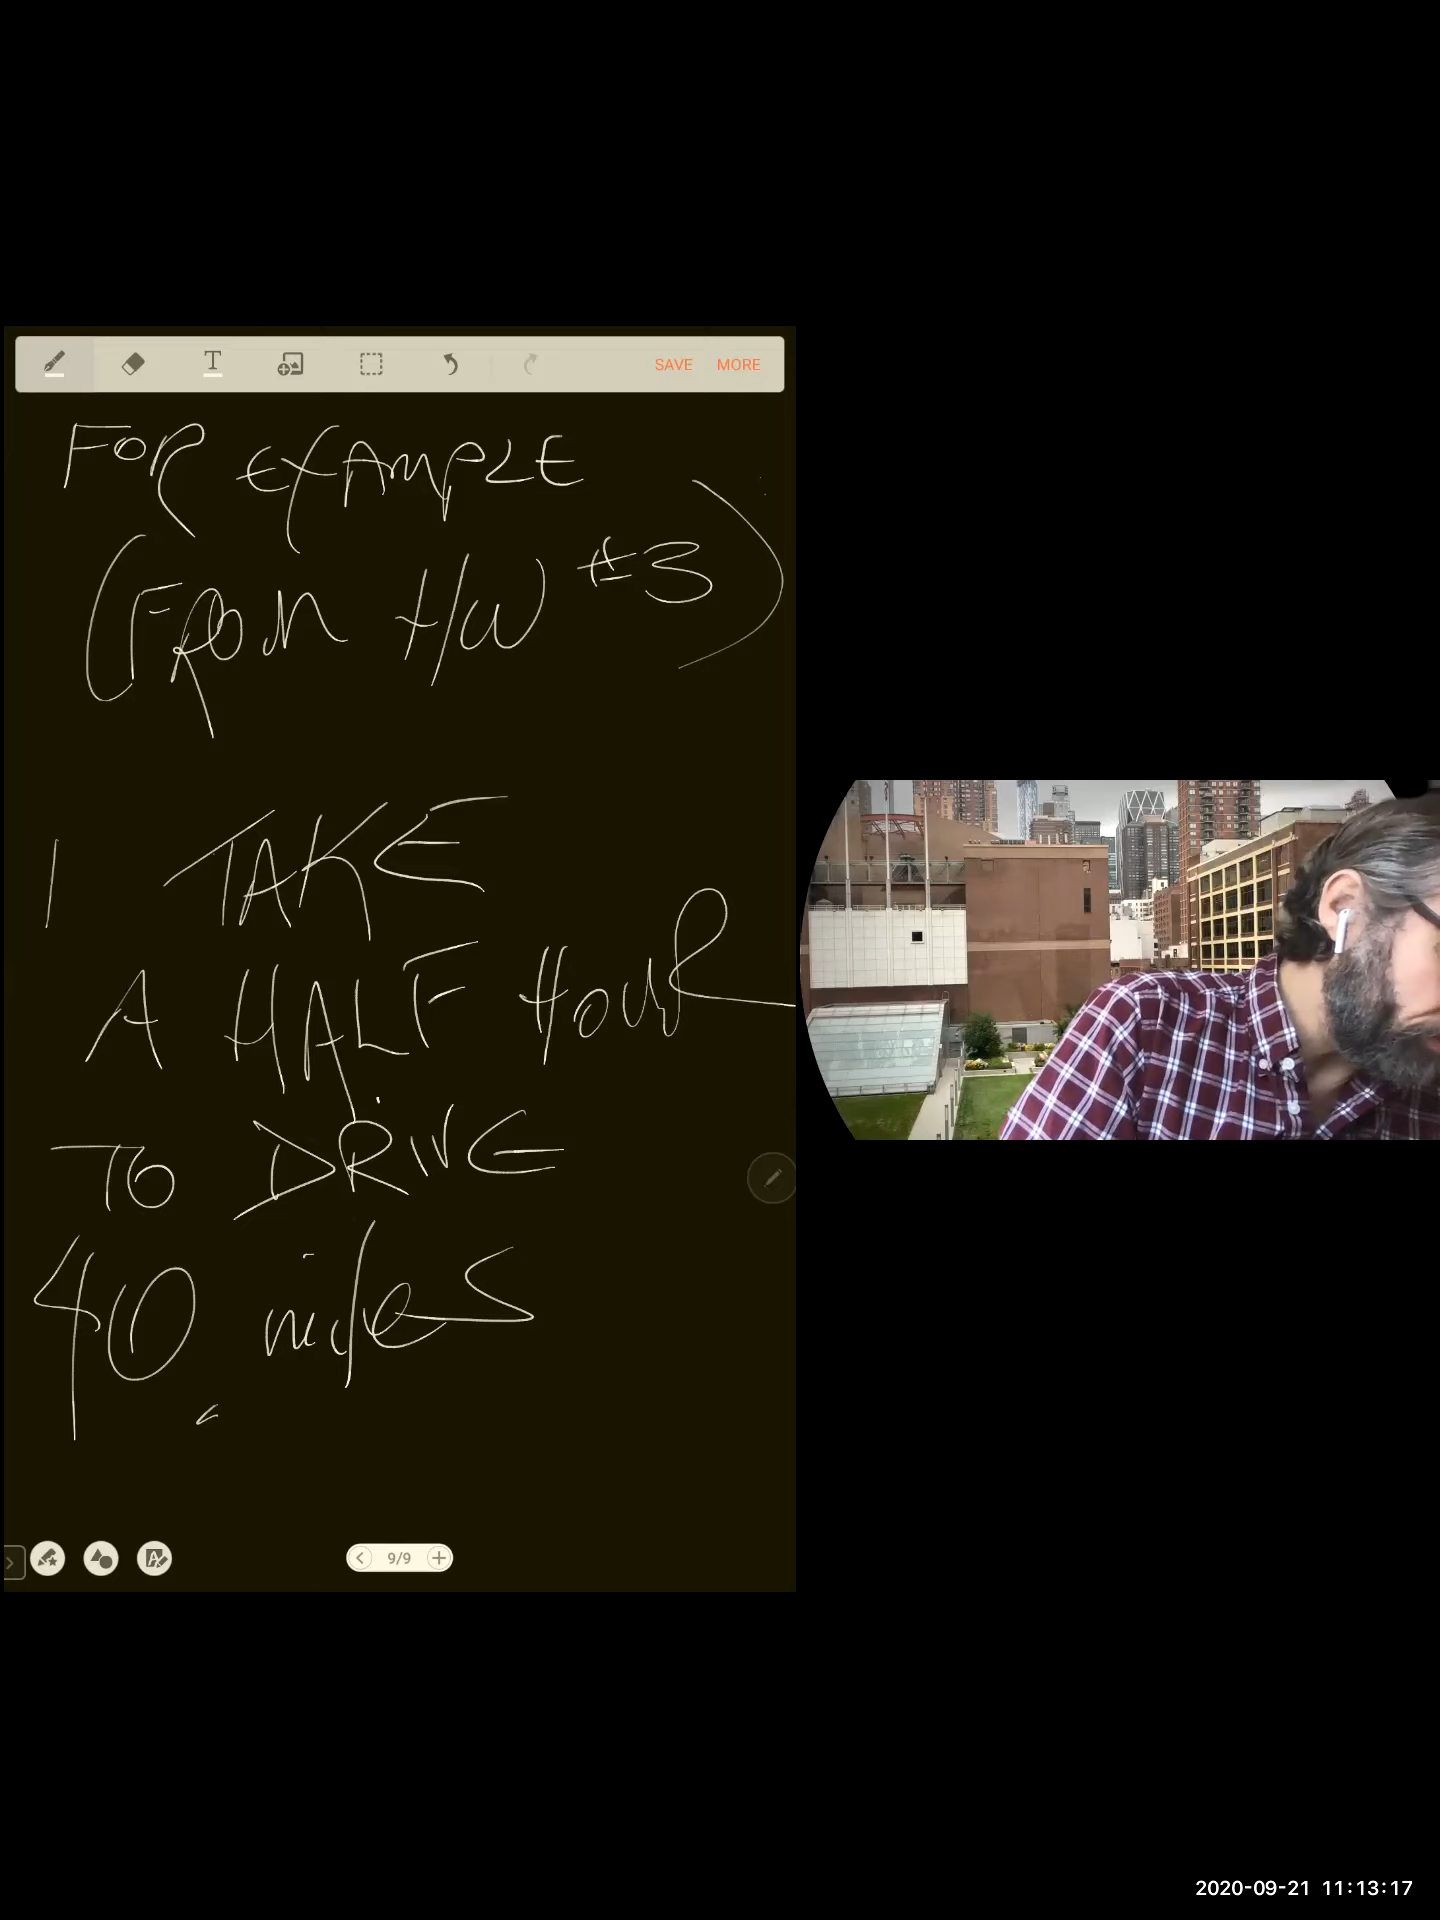 T
SAVE MORE
FOR EXAMPLE
(FROM H/W #3)
I TAKE
A HALF HOUR
TO DRIVE
40 miles
A
9/9
2020-09-21 11:13:17